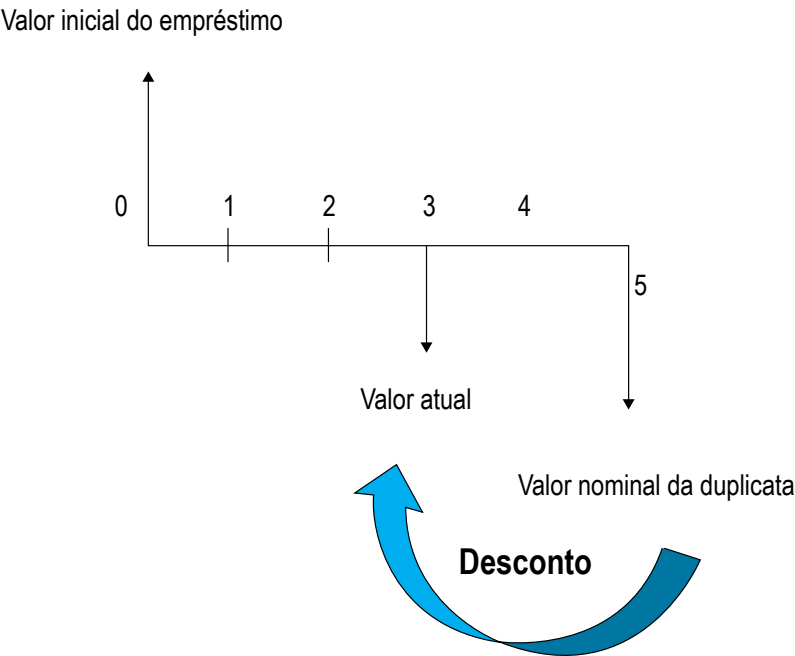 Valor inicial do empréstimo
0 1 2 3 4
5
Valor atual
Valor nominal da duplicata
Desconto